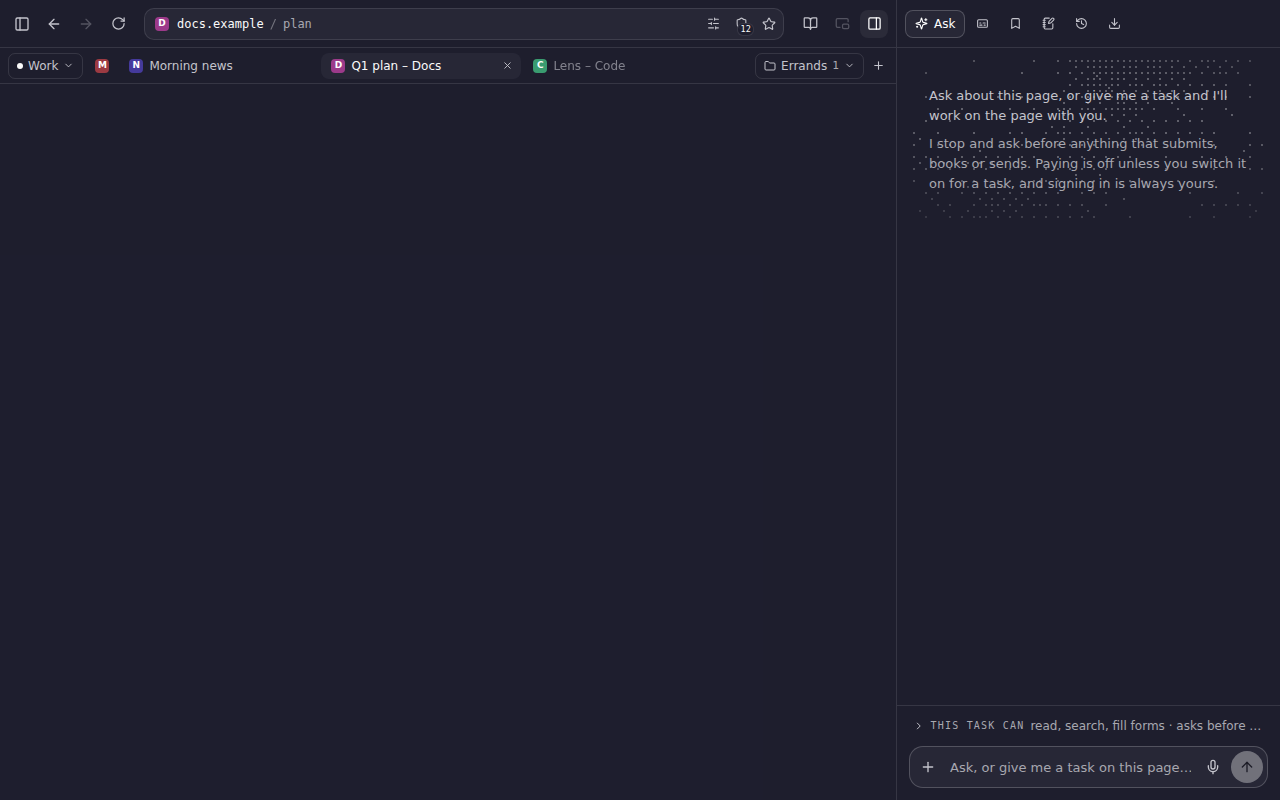 D docs.example / plan
12
Ask
Work
M
N Morning news
D Q1 plan – Docs
C Lens – Code
Errands 1
Ask about this page, or give me a task and I'll
work on the page with you.
I stop and ask before anything that submits,
books or sends. Paying is off unless you switch it
on for a task, and signing in is always yours.
THIS TASK CAN read, search, fill forms · asks before …
Ask, or give me a task on this page…